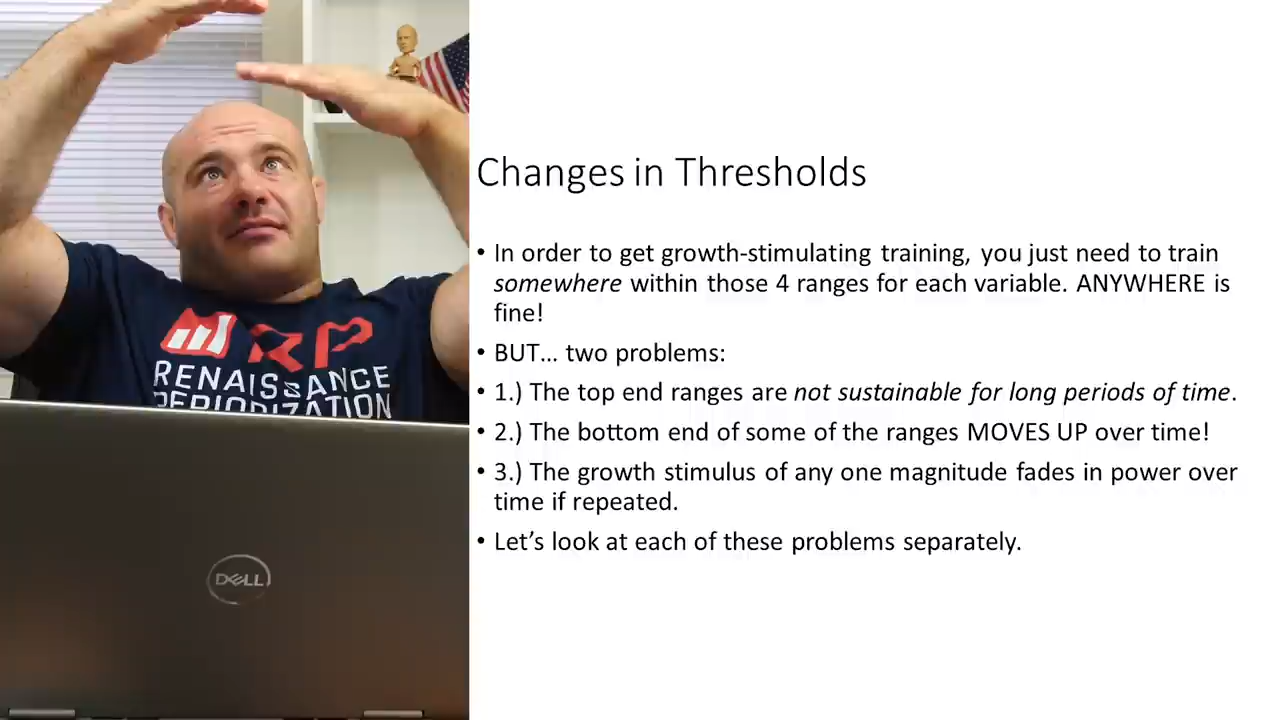 RP
RENAISSANCE
PERIODIZATION
DELL
Changes in Thresholds
• In order to get growth-stimulating training, you just need to train
somewhere within those 4 ranges for each variable. ANYWHERE is
fine!
• BUT… two problems:
• 1.) The top end ranges are not sustainable for long periods of time.
• 2.) The bottom end of some of the ranges MOVES UP over time!
• 3.) The growth stimulus of any one magnitude fades in power over
time if repeated.
• Let’s look at each of these problems separately.